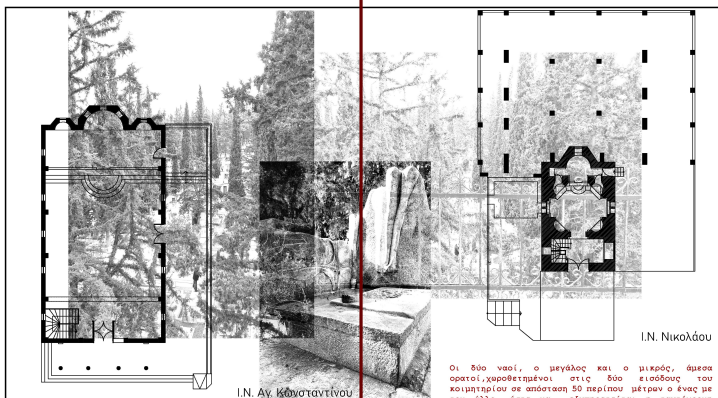 Ι.Ν. Νικολάου
Ι.Ν. Αγ. Κωνσταντίνου
Οι δύο ναοί, ο μεγάλος και ο μικρός, άμεσα
ορατοί,χωροθετημένοι στις δύο εισόδους του
κοιμητηρίου σε απόσταση 50 περίπου μέτρων ο ένας με